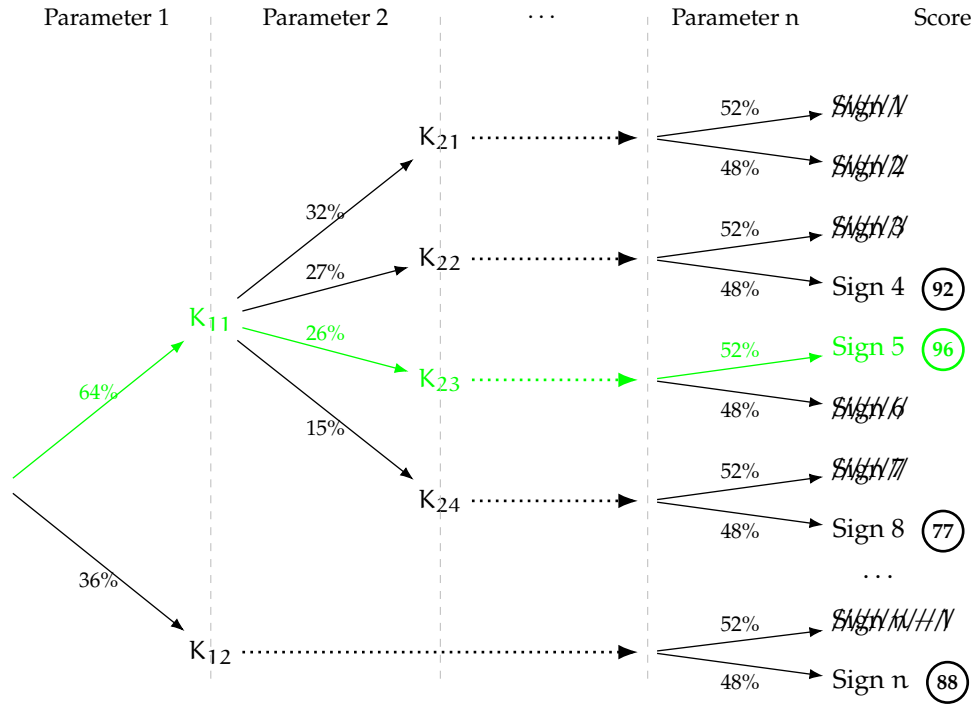 Parameter 1 Parameter 2 ... Parameter n Score
52% Sign 1
K21
48% Sign 2
32%
52% Sign 3
27% K22
48% Sign 4 92
K11
26% 52% Sign 5 96
64% K23
48% Sign 6
15%
52% Sign 7
K24
48% Sign 8 77
...
36%
52% Sign n−1
K12
48% Sign n 88